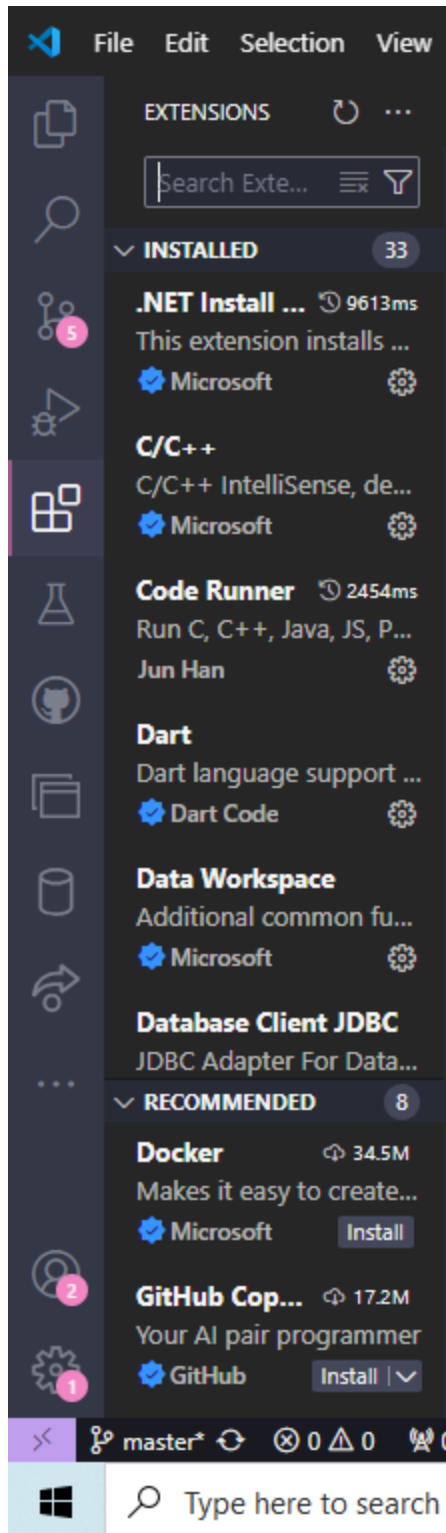 File Edit Selection View
EXTENSIONS
Search Exte...
INSTALLED 33
.NET Install ... 9613ms
This extension installs ...
Microsoft
5
C/C++
C/C++ IntelliSense, de...
Microsoft
Code Runner 2454ms
Run C, C++, Java, JS, P...
Jun Han
Dart
Dart language support ...
Dart Code
Data Workspace
Additional common fu...
Microsoft
Database Client JDBC
JDBC Adapter For Data...
RECOMMENDED 8
Docker 34.5M
Makes it easy to create...
Microsoft Install
2
GitHub Cop... 17.2M
Your AI pair programmer
GitHub Install
1
master* 0 0 0
Type here to search